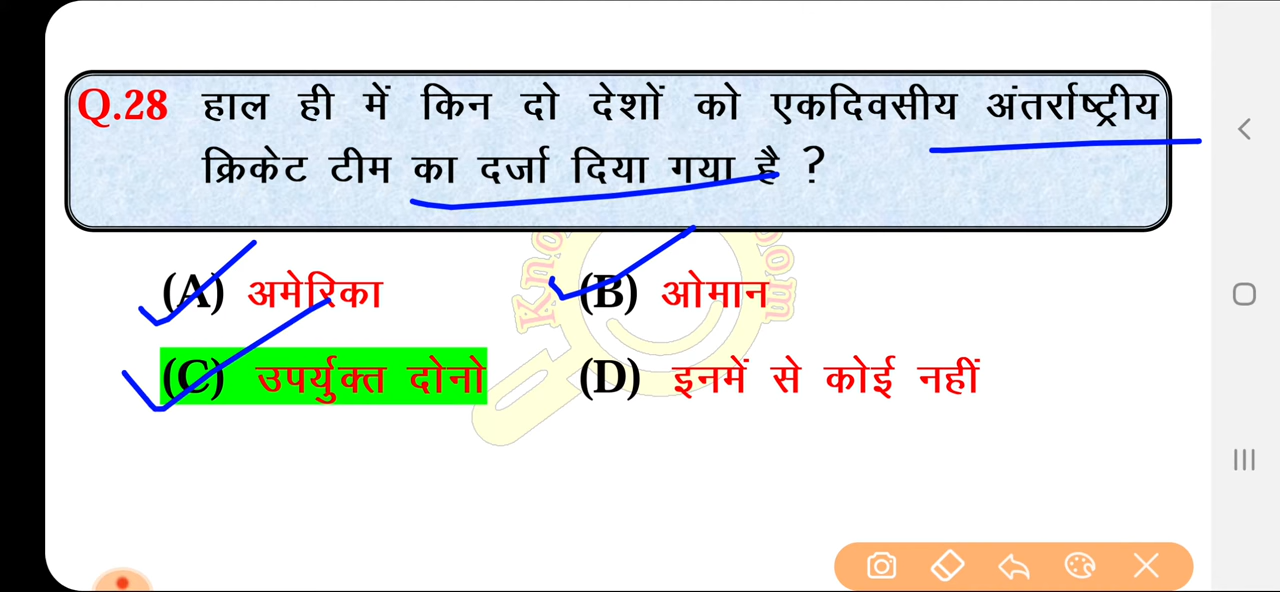 Q.28 हाल ही में किन दो देशों को एकदिवसीय अंतर्राष्ट्रीय
क्रिकेट टीम का दर्जा दिया गया है ?
(A) अमेरिका (B) ओमान
(C) उपर्युक्त दोनो (D) इनमें से कोई नहीं